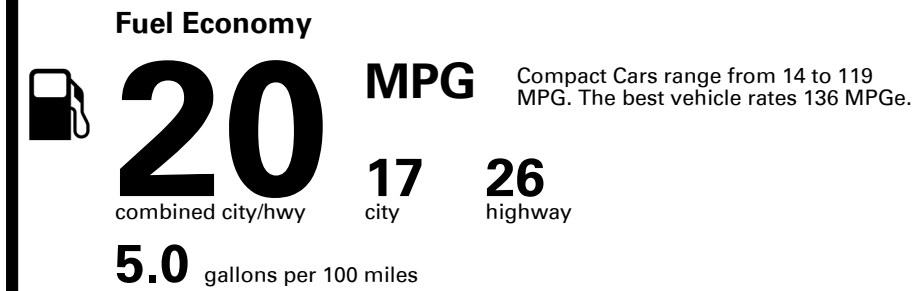 Fuel Economy
20 MPG
Compact Cars range from 14 to 119
MPG. The best vehicle rates 136 MPGe.
17 26
combined city/hwy city highway
5.0 gallons per 100 miles